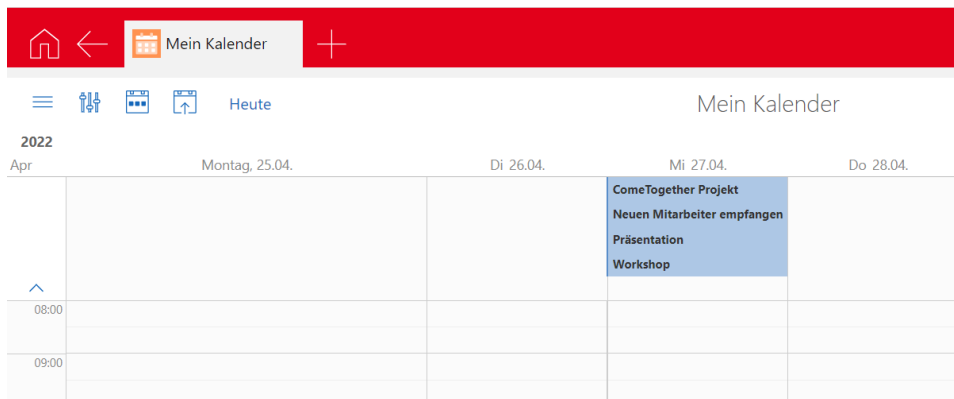 Mein Kalender
Heute
Mein Kalender
2022
Apr
Montag, 25.04.
Di 26.04.
Mi 27.04.
Do 28.04.
ComeTogether Projekt
Neuen Mitarbeiter empfangen
Präsentation
Workshop
08:00
09:00